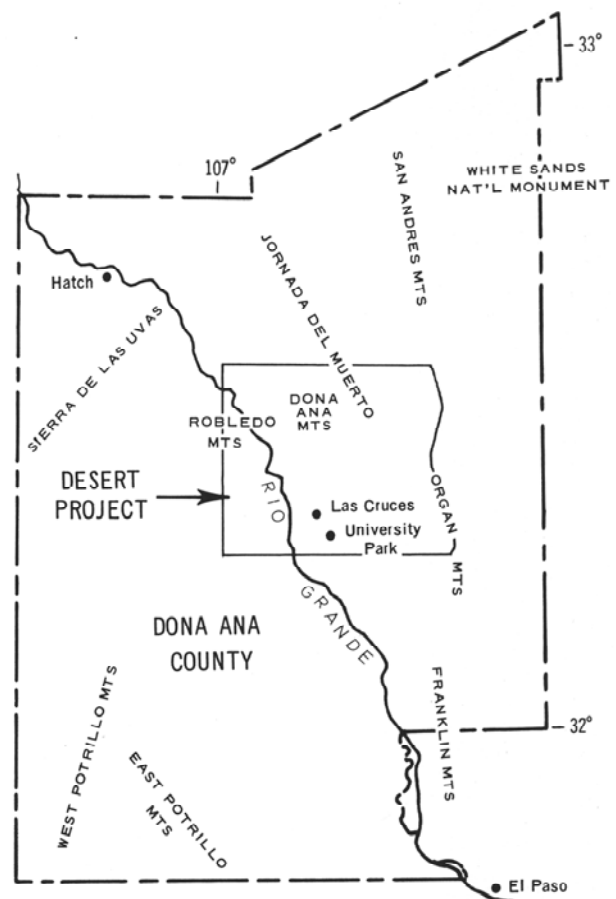 33°
107°
WHITE SANDS
NAT'L MONUMENT
SAN ANDRES MTS
JORNADA DEL MUERTO
Hatch
SIERRA DE LAS UVAS
DONA
ANA
MTS
ROBLEDO
MTS
DESERT
PROJECT
RIO
GRANDE
Las Cruces
University
Park
ORGAN
MTS
DONA ANA
COUNTY
FRANKLIN MTS
32°
WEST POTRILLO MTS
EAST POTRILLO
MTS
El Paso